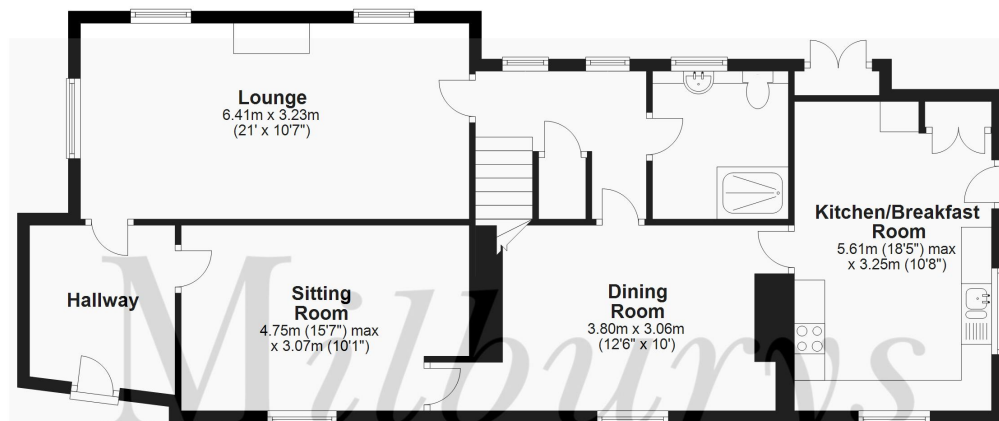 Lounge
6.41m x 3.23m
(21' x 10'7")
Kitchen/Breakfast
Room
5.61m (18'5") max
x 3.25m (10'8")
Hallway
Sitting
Room
4.75m (15'7") max
x 3.07m (10'1")
Dining
Room
3.80m x 3.06m
(12'6" x 10')
Milburys